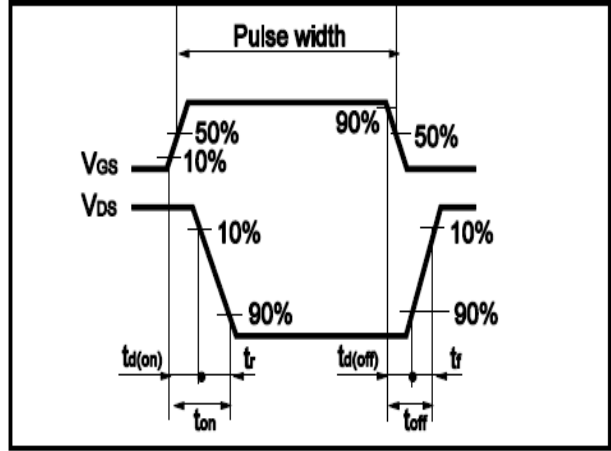 Pulse width
90%
50%
50%
10%
VGS
VDS
10%
10%
90%
90%
td(on)
tr
td(off)
tf
ton
toff